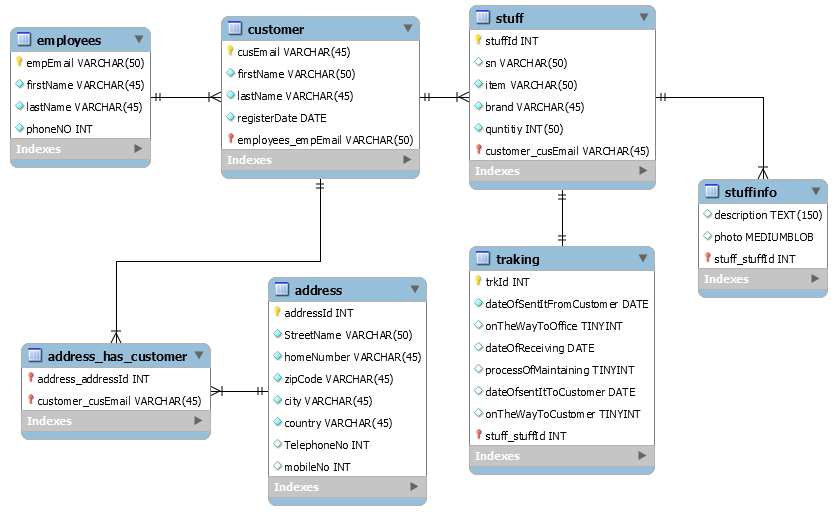 employees
empEmail VARCHAR(50)
firstName VARCHAR(45)
lastName VARCHAR(45)
phoneNO INT
Indexes
customer
cusEmail VARCHAR(45)
firstName VARCHAR(50)
lastName VARCHAR(45)
registerDate DATE
employees_empEmail VARCHAR(50)
Indexes
stuff
stuffId INT
sn VARCHAR(50)
item VARCHAR(50)
brand VARCHAR(45)
quntitiy INT(50)
customer_cusEmail VARCHAR(45)
Indexes
stuffinfo
description TEXT(150)
photo MEDIUMBLOB
stuff_stuffId INT
Indexes
traking
trkId INT
dateOfSentItFromCustomer DATE
onTheWayToOffice TINYINT
dateOfReceiving DATE
processOfMaintaining TINYINT
dateOfsentItToCustomer DATE
onTheWayToCustomer TINYINT
stuff_stuffId INT
Indexes
address
addressId INT
StreetName VARCHAR(50)
homeNumber VARCHAR(45)
zipCode VARCHAR(45)
city VARCHAR(45)
country VARCHAR(45)
TelephoneNo INT
mobileNo INT
Indexes
address_has_customer
address_addressId INT
customer_cusEmail VARCHAR(45)
Indexes